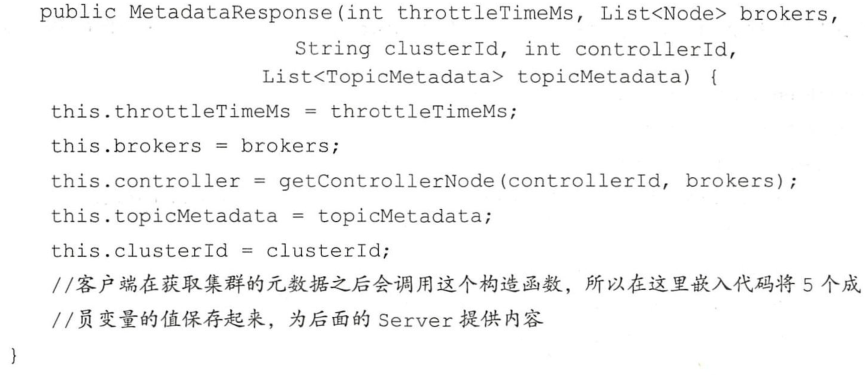 public MetadataResponse(int throttleTimeMs, List<Node> brokers,
String clusterId, int controllerId,
List<TopicMetadata> topicMetadata) {
this.throttleTimeMs = throttleTimeMs;
this.brokers = brokers;
this.controller = getControllerNode(controllerId, brokers);
this.topicMetadata = topicMetadata;
this.clusterId = clusterId;
//客户端在获取集群的元数据之后会调用这个构造函数，所以在这里嵌入代码将 5 个成
//员变量的值保存起来，为后面的 Server 提供内容
}